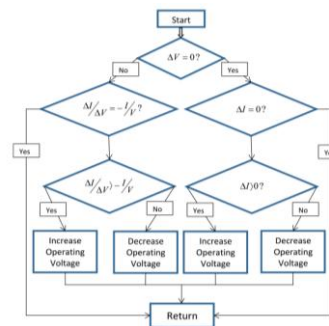 Start
ΔV = 0?
No
Yes
ΔI/ΔV = −I/V?
ΔI = 0?
Yes
ΔI/ΔV⟩−I/V
ΔI⟩0?
Yes
No
Yes
No
Increase
Operating
Voltage
Decrease
Operating
Voltage
Increase
Operating
Voltage
Decrease
Operating
Voltage
Return